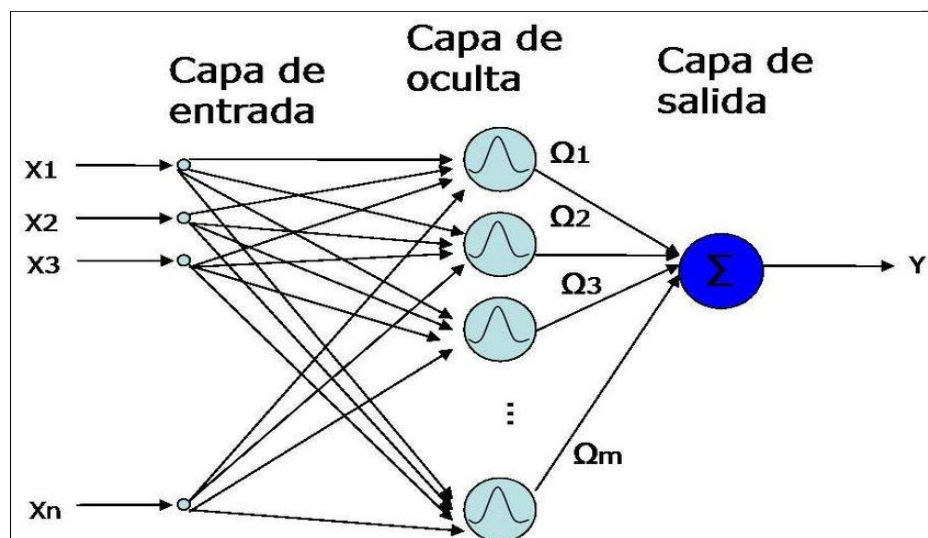 Capa de
entrada
Capa de
oculta
Capa de
salida
X1
X2
X3
Xn
Ω1
Ω2
Ω3
...
Ωm
Σ
Y